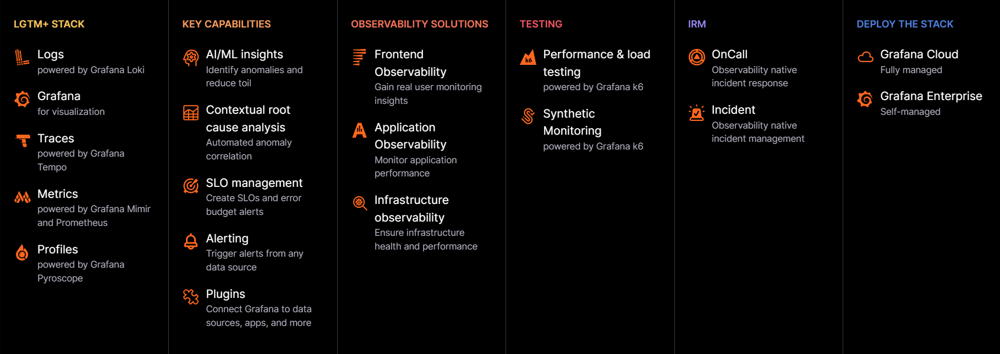 LGTM+ STACK
Logs
powered by Grafana Loki
Grafana
for visualization
Traces
powered by Grafana
Tempo
Metrics
powered by Grafana Mimir
and Prometheus
Profiles
powered by Grafana
Pyroscope
KEY CAPABILITIES
AI/ML insights
Identify anomalies and
reduce toil
Contextual root
cause analysis
Automated anomaly
correlation
SLO management
Create SLOs and error
budget alerts
Alerting
Trigger alerts from any
data source
Plugins
Connect Grafana to data
sources, apps, and more
OBSERVABILITY SOLUTIONS
Frontend
Observability
Gain real user monitoring
insights
Application
Observability
Monitor application
performance
Infrastructure
observability
Ensure infrastructure
health and performance
TESTING
k6
Performance & load
testing
powered by Grafana k6
Synthetic
Monitoring
powered by Grafana k6
IRM
OnCall
Observability native
incident response
Incident
Observability native
incident management
DEPLOY THE STACK
Grafana Cloud
Fully managed
Grafana Enterprise
Self-managed